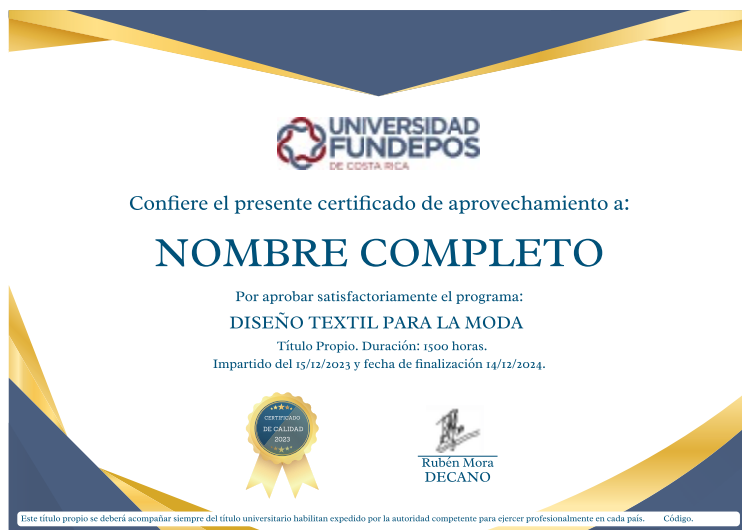 UNIVERSIDAD
FUNDEPOS
DE COSTA RICA
Confiere el presente certificado de aprovechamiento a:
NOMBRE COMPLETO
Por aprobar satisfactoriamente el programa:
DISEÑO TEXTIL PARA LA MODA
Título Propio. Duración: 1500 horas.
Impartido del 15/12/2023 y fecha de finalización 14/12/2024.
CERTIFICADO
DE CALIDAD
2023
Rubén Mora
DECANO
Este título propio se deberá acompañar siempre del título universitario habilitan expedido por la autoridad competente para ejercer profesionalmente en cada país. Código.